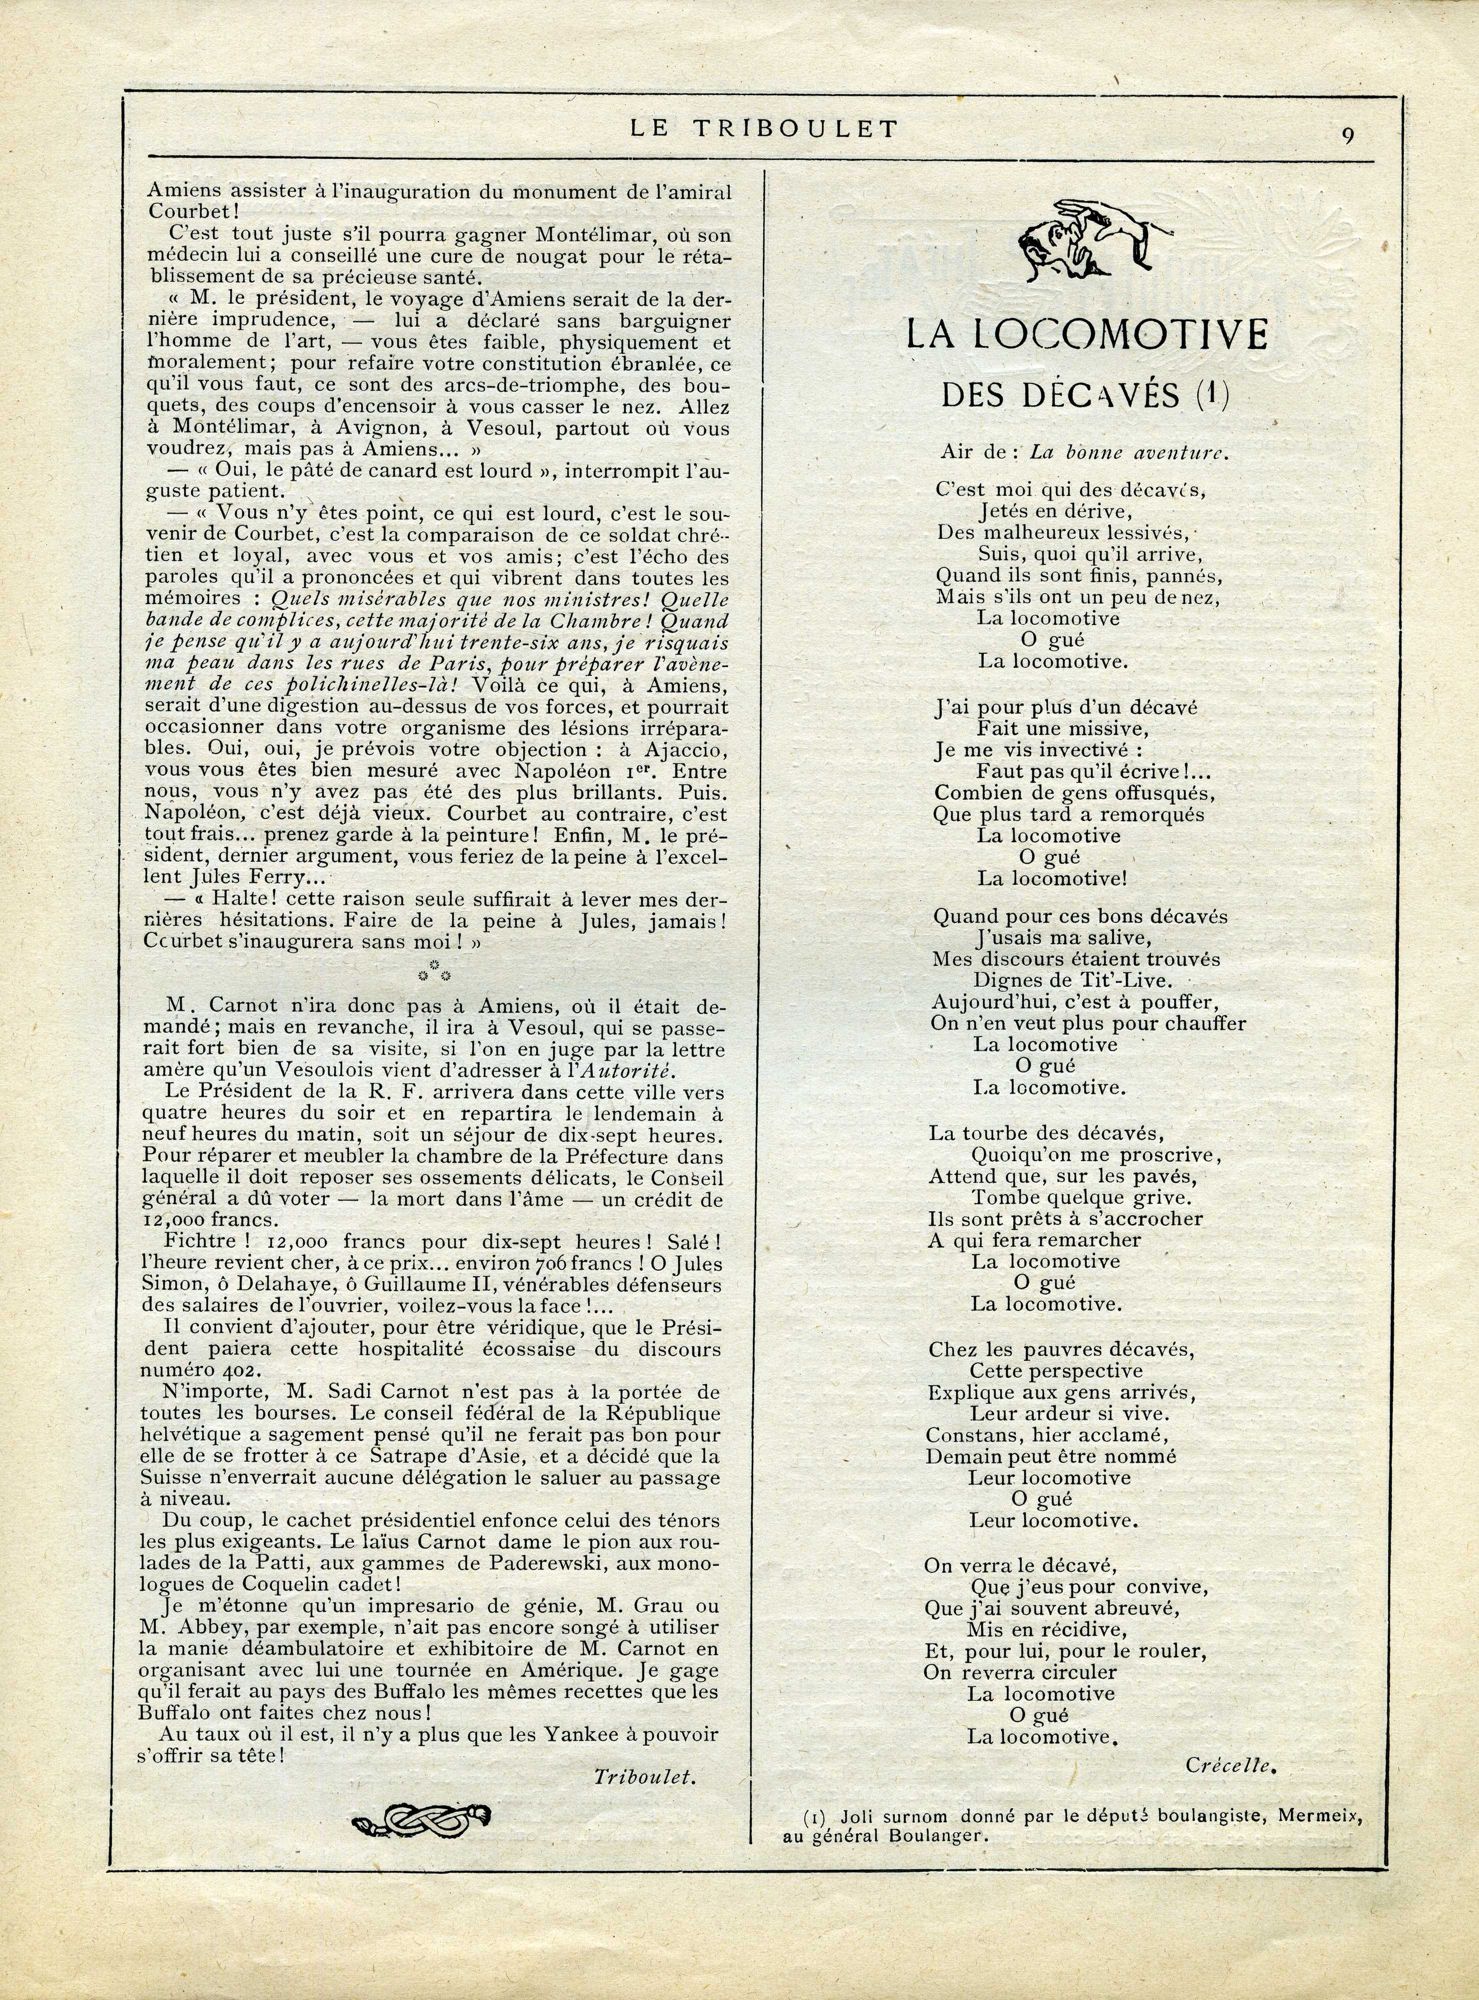 LE TRIBOULET
9
Amiens assister à l'inauguration du monument de l'amiral
Courbet !
C'est tout juste s'il pourra gagner Montélimar, où son
médecin lui a conseillé une cure de nougat pour le réta-
blissement de sa précieuse santé.
« M. le président, le voyage d'Amiens serait de la der-
nière imprudence, — lui a déclaré sans barguigner
l'homme de l'art, — vous êtes faible, physiquement et
moralement ; pour refaire votre constitution ébranlée, ce
qu'il vous faut, ce sont des arcs-de-triomphe, des bou-
quets, des coups d'encensoir à vous casser le nez. Allez
à Montélimar, à Avignon, à Vesoul, partout où vous
voudrez, mais pas à Amiens... »
— « Oui, le pâté de canard est lourd », interrompit l'au-
guste patient.
— « Vous n'y êtes point, ce qui est lourd, c'est le sou-
venir de Courbet, c'est la comparaison de ce soldat chré-
tien et loyal, avec vous et vos amis ; c'est l'écho des
paroles qu'il a prononcées et qui vibrent dans toutes les
mémoires : Quels misérables que nos ministres! Quelle
bande de complices, cette majorité de la Chambre ! Quand
je pense qu'il y a aujourd'hui trente-six ans, je risquais
ma peau dans les rues de Paris, pour préparer l'avène-
ment de ces polichinelles-là! Voilà ce qui, à Amiens,
serait d'une digestion au-dessus de vos forces, et pourrait
occasionner dans votre organisme des lésions irrépara-
bles. Oui, oui, je prévois votre objection : à Ajaccio,
vous vous êtes bien mesuré avec Napoléon 1er. Entre
nous, vous n'y avez pas été des plus brillants. Puis.
Napoléon, c'est déjà vieux. Courbet au contraire, c'est
tout frais... prenez garde à la peinture! Enfin, M. le pré-
sident, dernier argument, vous feriez de la peine à l'excel-
lent Jules Ferry...
— « Halte! cette raison seule suffirait à lever mes der-
nières hésitations. Faire de la peine à Jules, jamais!
Courbet s'inaugurera sans moi ! »
M. Carnot n'ira donc pas à Amiens, où il était de-
mandé ; mais en revanche, il ira à Vesoul, qui se passe-
rait fort bien de sa visite, si l'on en juge par la lettre
amère qu'un Vesoulois vient d'adresser à l'Autorité.
Le Président de la R. F. arrivera dans cette ville vers
quatre heures du soir et en repartira le lendemain à
neuf heures du matin, soit un séjour de dix-sept heures.
Pour réparer et meubler la chambre de la Préfecture dans
laquelle il doit reposer ses ossements délicats, le Conseil
général a dû voter — la mort dans l'âme — un crédit de
12,000 francs.
Fichtre ! 12,000 francs pour dix-sept heures ! Salé !
l'heure revient cher, à ce prix... environ 706 francs ! O Jules
Simon, ô Delahaye, ô Guillaume II, vénérables défenseurs
des salaires de l'ouvrier, voilez-vous la face !...
Il convient d'ajouter, pour être véridique, que le Prési-
dent paiera cette hospitalité écossaise du discours
numéro 402.
N'importe, M. Sadi Carnot n'est pas à la portée de
toutes les bourses. Le conseil fédéral de la République
helvétique a sagement pensé qu'il ne ferait pas bon pour
elle de se frotter à ce Satrape d'Asie, et a décidé que la
Suisse n'enverrait aucune délégation le saluer au passage
à niveau.
Du coup, le cachet présidentiel enfonce celui des ténors
les plus exigeants. Le laïus Carnot dame le pion aux rou-
lades de la Patti, aux gammes de Paderewski, aux mono-
logues de Coquelin cadet !
Je m'étonne qu'un impresario de génie, M. Grau ou
M. Abbey, par exemple, n'ait pas encore songé à utiliser
la manie déambulatoire et exhibitoire de M. Carnot en
organisant avec lui une tournée en Amérique. Je gage
qu'il ferait au pays des Buffalo les mêmes recettes que les
Buffalo ont faites chez nous !
Au taux où il est, il n'y a plus que les Yankee à pouvoir
s'offrir sa tête !
Triboulet.
LA LOCOMOTIVE
DES DÉCAVÉS (1)
Air de : La bonne aventure.
C'est moi qui des décavés,
Jetés en dérive,
Des malheureux lessivés,
Suis, quoi qu'il arrive,
Quand ils sont finis, pannés,
Mais s'ils ont un peu de nez,
La locomotive
O gué
La locomotive.
J'ai pour plus d'un décavé
Fait une missive,
Je me vis invectivé :
Faut pas qu'il écrive !...
Combien de gens offusqués,
Que plus tard a remorqués
La locomotive
O gué
La locomotive!
Quand pour ces bons décavés
J'usais ma salive,
Mes discours étaient trouvés
Dignes de Tit'-Live.
Aujourd'hui, c'est à pouffer,
On n'en veut plus pour chauffer
La locomotive
O gué
La locomotive.
La tourbe des décavés,
Quoiqu'on me proscrive,
Attend que, sur les pavés,
Tombe quelque grive.
Ils sont prêts à s'accrocher
A qui fera remarcher
La locomotive
O gué
La locomotive.
Chez les pauvres décavés,
Cette perspective
Explique aux gens arrivés,
Leur ardeur si vive.
Constans, hier acclamé,
Demain peut être nommé
Leur locomotive
O gué
Leur locomotive.
On verra le décavé,
Que j'eus pour convive,
Que j'ai souvent abreuvé,
Mis en récidive,
Et, pour lui, pour le rouler,
On reverra circuler
La locomotive
O gué
La locomotive.
Crécelle.
(1) Joli surnom donné par le député boulangiste, Mermeix,
au général Boulanger.